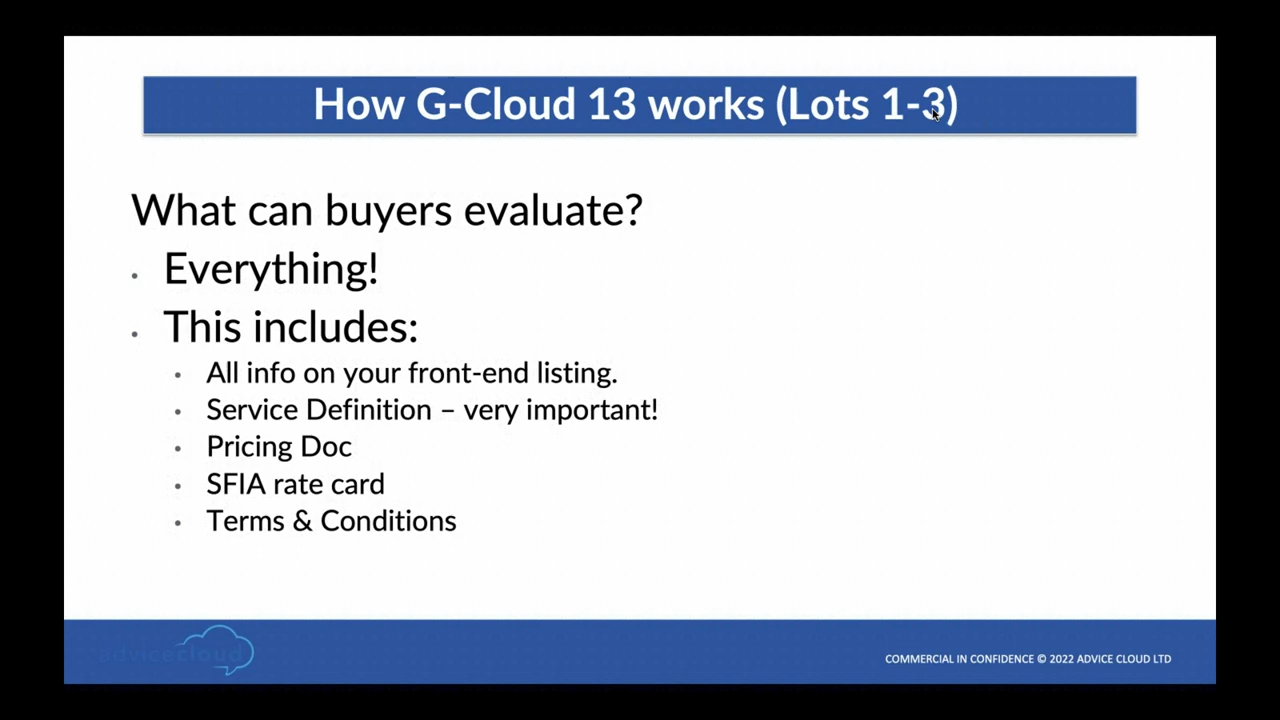 How G-Cloud 13 works (Lots 1-3)
What can buyers evaluate?
• Everything!
• This includes:
• All info on your front-end listing.
• Service Definition – very important!
• Pricing Doc
• SFIA rate card
• Terms & Conditions
advicecloud
COMMERCIAL IN CONFIDENCE © 2022 ADVICE CLOUD LTD